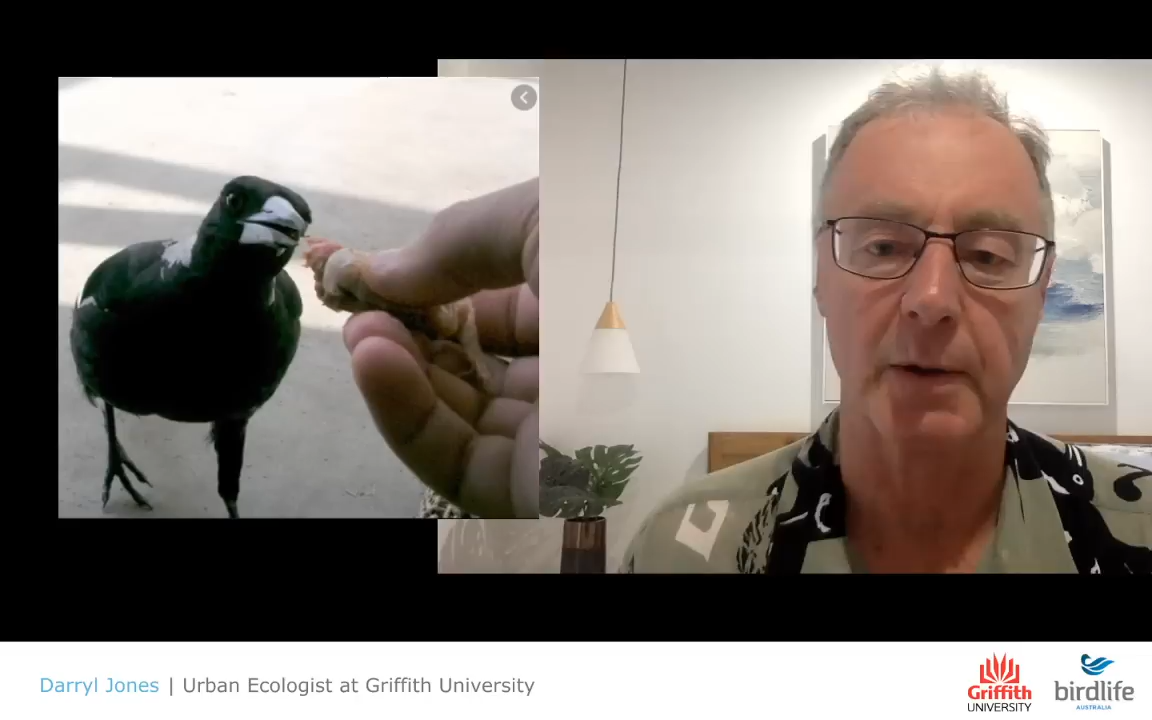 Darryl Jones | Urban Ecologist at Griffith University
Griffith
UNIVERSITY
birdlife
AUSTRALIA